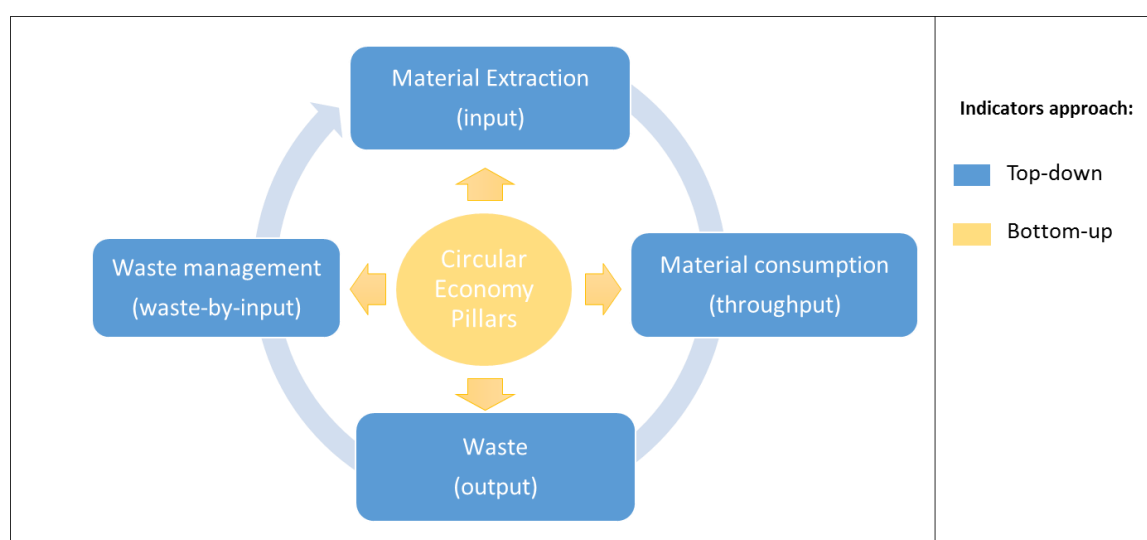 Material Extraction
(input)
Indicators approach:
Top-down
Bottom-up
Waste management
(waste-by-input)
Circular
Economy
Pillars
Material consumption
(throughput)
Waste
(output)